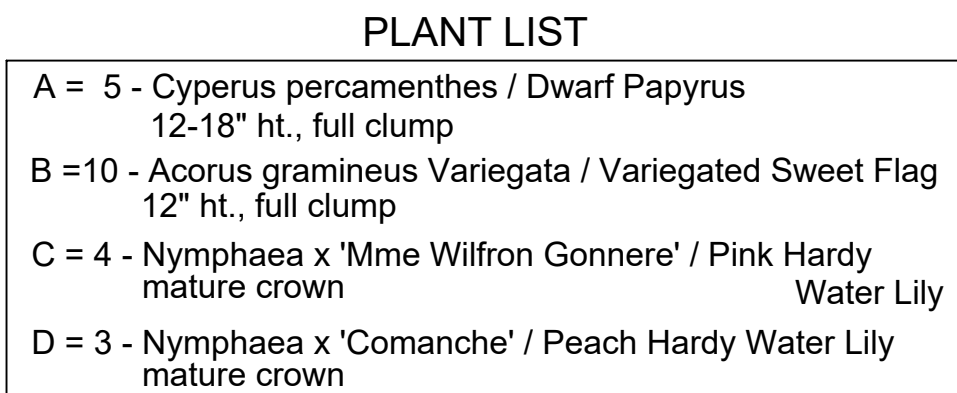 PLANT LIST
A = 5 - Cyperus percamenthes / Dwarf Papyrus
12-18" ht., full clump
B =10 - Acorus gramineus Variegata / Variegated Sweet Flag
12" ht., full clump
C = 4 - Nymphaea x 'Mme Wilfron Gonnere' / Pink Hardy
mature crown Water Lily
D = 3 - Nymphaea x 'Comanche' / Peach Hardy Water Lily
mature crown